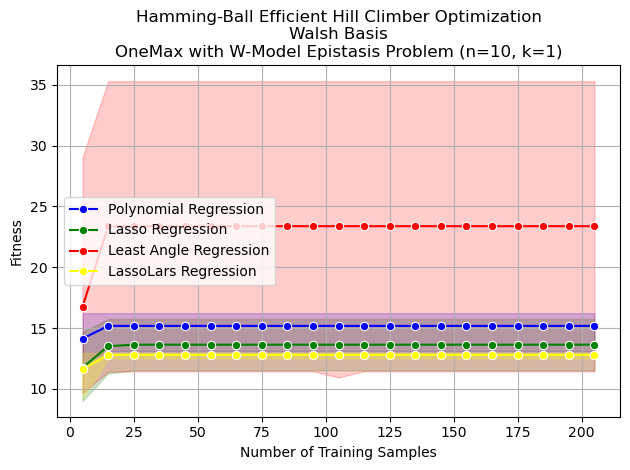 Hamming-Ball Efficient Hill Climber Optimization
Walsh Basis
OneMax with W-Model Epistasis Problem (n=10, k=1)
Fitness
35
30
25
20
15
10
Polynomial Regression
Lasso Regression
Least Angle Regression
LassoLars Regression
0
25
50
75
100
125
150
175
200
Number of Training Samples